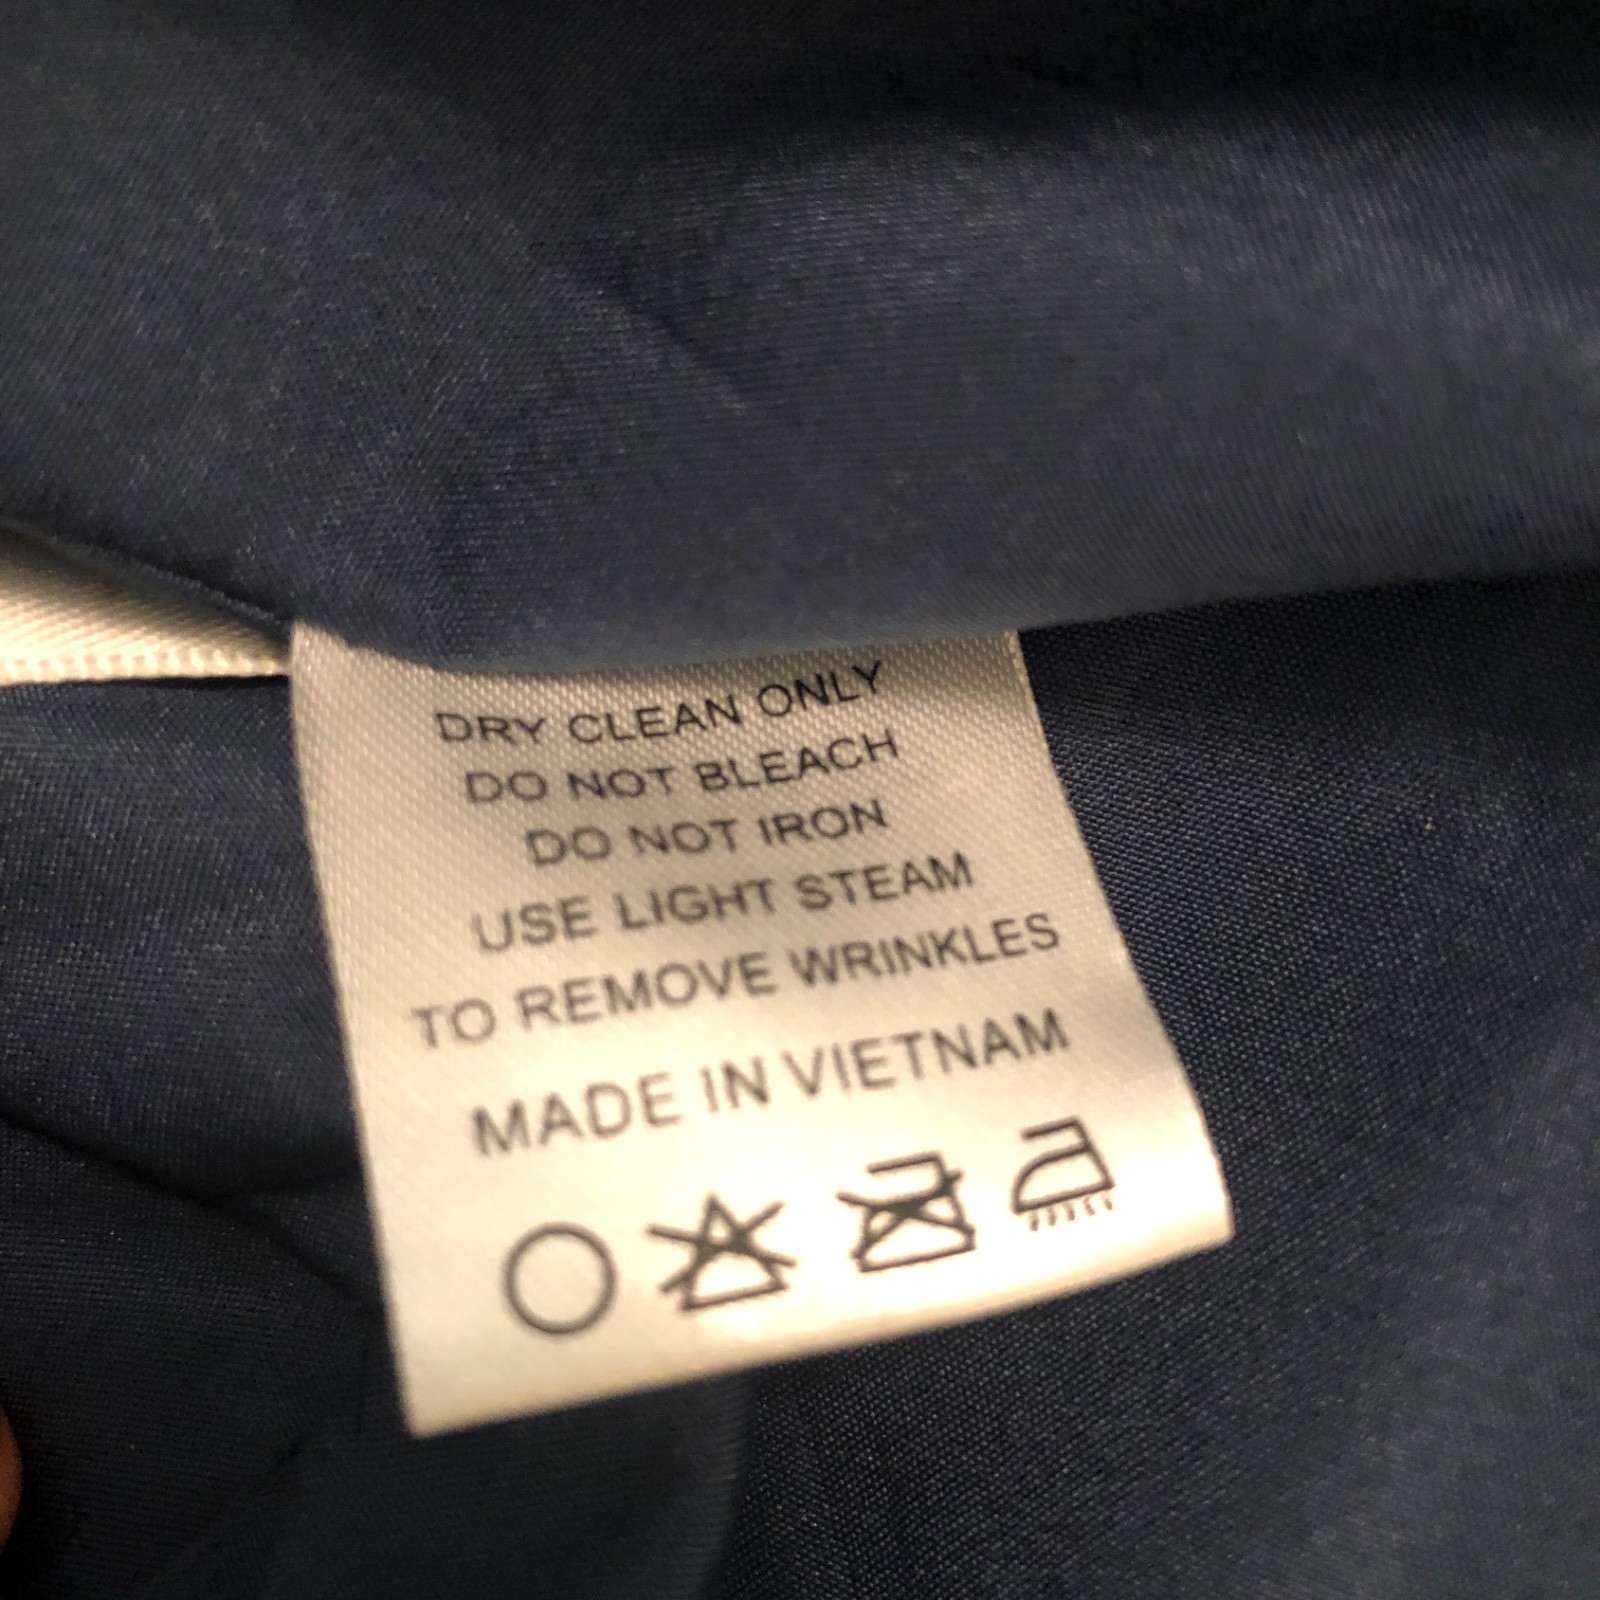 DRY CLEAN ONLY
DO NOT BLEACH
DO NOT IRON
USE LIGHT STEAM
TO REMOVE WRINKLES
MADE IN VIETNAM